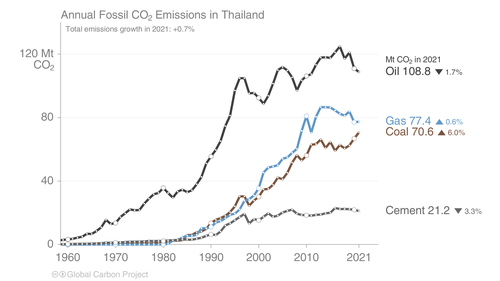 Annual Fossil CO₂ Emissions in Thailand
Total emissions growth in 2021: +0.7%
120 Mt
CO₂
80
40
0
1960 1970 1980 1990 2000 2010 2021
Mt CO₂ in 2021
Oil 108.8 ▼ 1.7%
Gas 77.4 ▲ 0.6%
Coal 70.6 ▲ 6.0%
Cement 21.2 ▼ 3.3%
Global Carbon Project